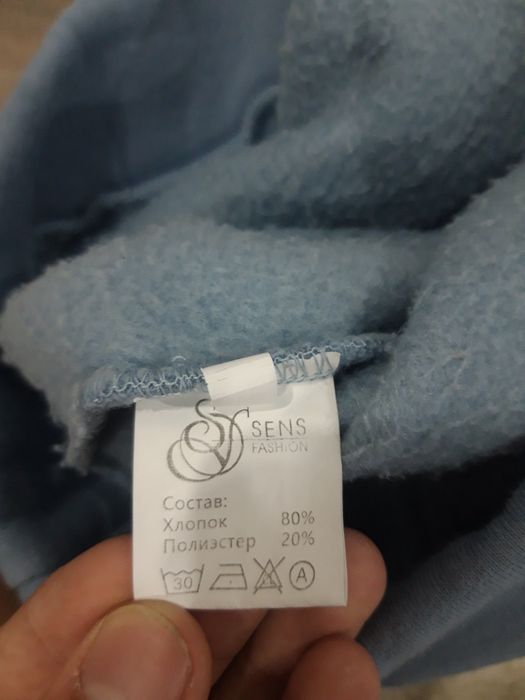 SENS
FASHION
Состав:
Хлопок 80%
Полиэстер 20%
30 A